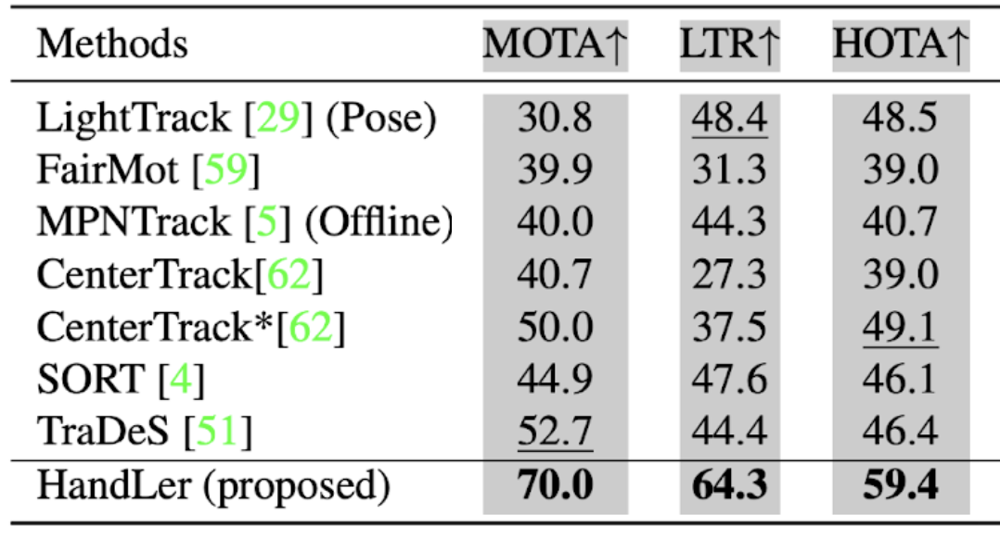 Methods MOTA↑ LTR↑ HOTA↑
LightTrack [29] (Pose) 30.8 48.4 48.5
FairMot [59] 39.9 31.3 39.0
MPNTrack [5] (Offline) 40.0 44.3 40.7
CenterTrack[62] 40.7 27.3 39.0
CenterTrack*[62] 50.0 37.5 49.1
SORT [4] 44.9 47.6 46.1
TraDeS [51] 52.7 44.4 46.4
HandLer (proposed) 70.0 64.3 59.4